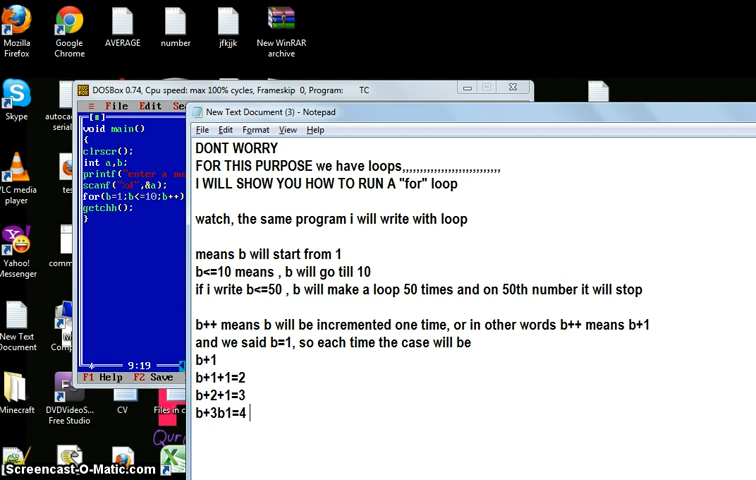 Mozilla Firefox
Google Chrome
AVERAGE
number
jfkjjk
New WinRAR archive
Skype
VLC media player
Yahoo! Messenger
New Text Document
Minecraft
DVDVideoS... Free Studio
CV
Files in
DOSBox 0.74, Cpu speed: max 100% cycles, Frameskip 0, Program: TC
≡ File Edit
void main()
{
clrscr();
int a,b;
printf("enter a
scanf("%d",&a);
for(b=1;b<=10;b++)
getchh();
}
9:19
F1 Help F2 Save
New Text Document (3) - Notepad
File Edit Format View Help
DONT WORRY
FOR THIS PURPOSE we have loops,,,,,,,,,,,,,,,,,,,,,,,,,,,,
I WILL SHOW YOU HOW TO RUN A "for" loop
watch, the same program i will write with loop
means b will start from 1
b<=10 means , b will go till 10
if i write b<=50 , b will make a loop 50 times and on 50th number it will stop
b++ means b will be incremented one time, or in other words b++ means b+1
and we said b=1, so each time the case will be
b+1
b+1+1=2
b+2+1=3
b+3b1=4
Screencast-O-Matic.com